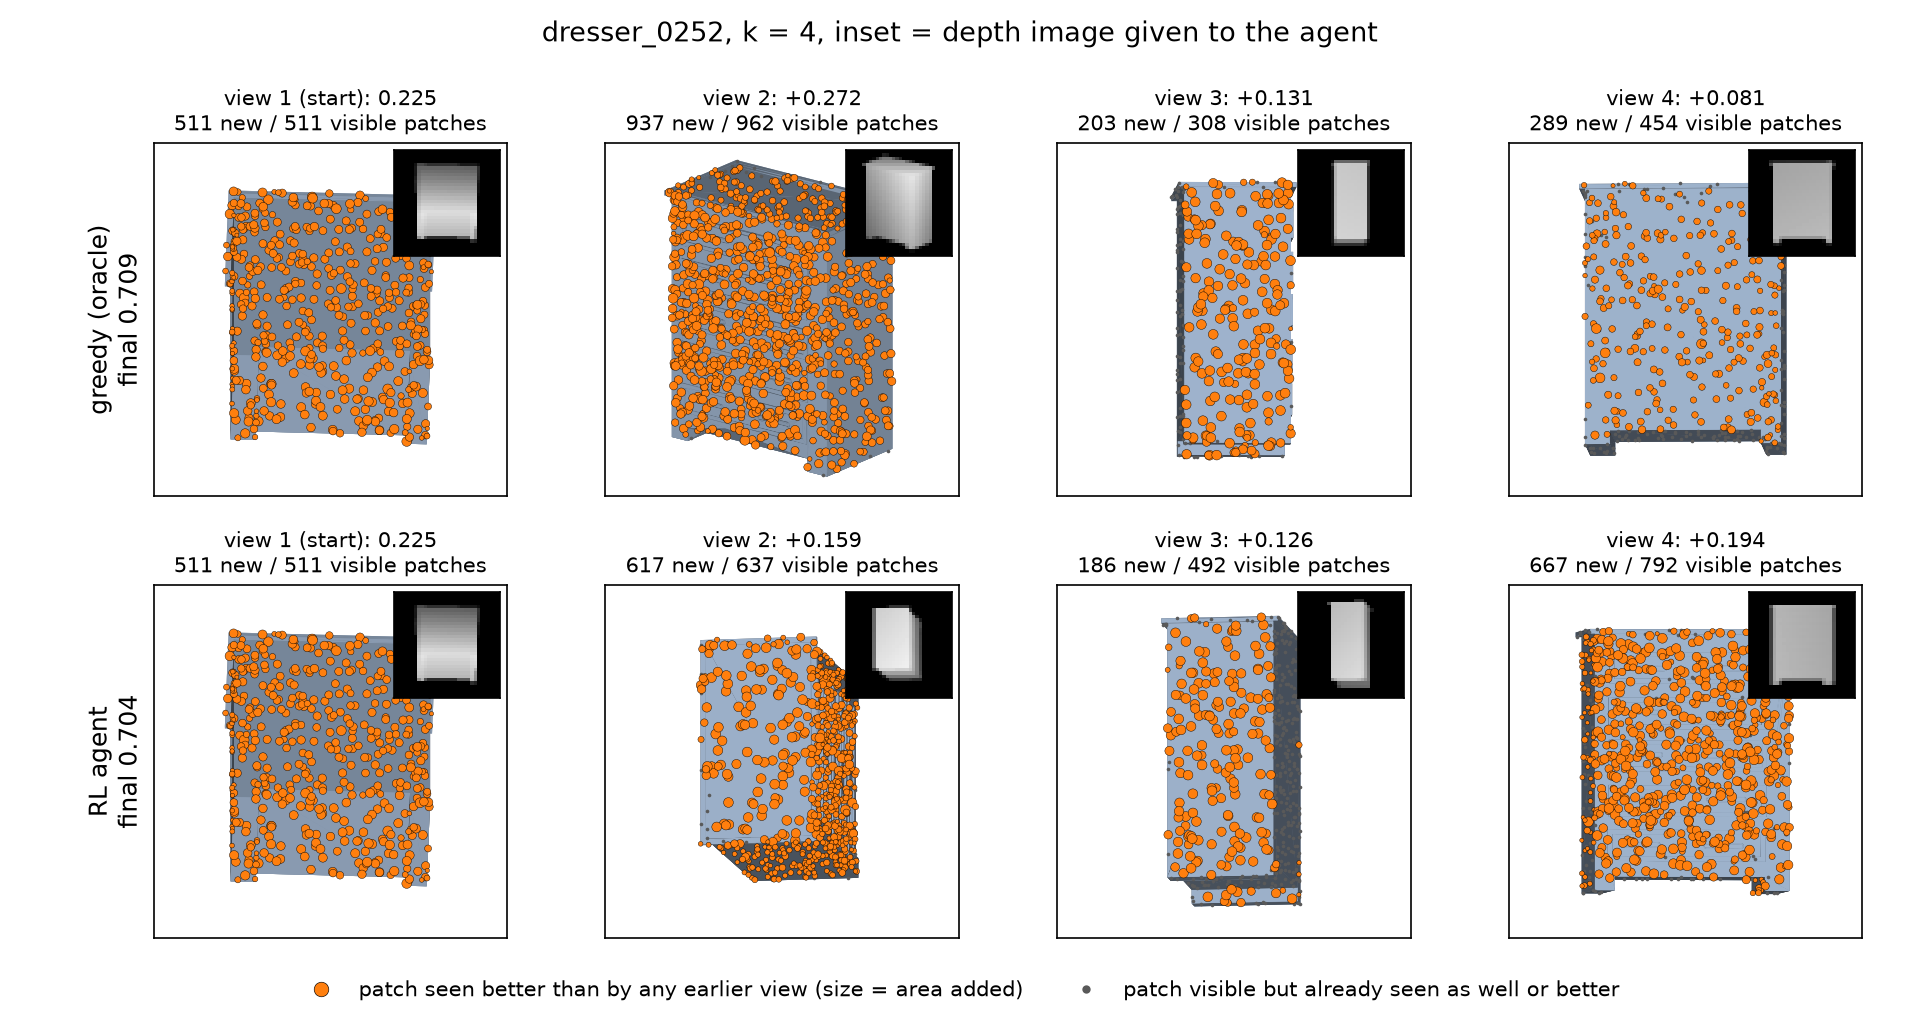 dresser_0252, k = 4, inset = depth image given to the agent
view 1 (start): 0.225
511 new / 511 visible patches
view 2: +0.272
937 new / 962 visible patches
view 3: +0.131
203 new / 308 visible patches
view 4: +0.081
289 new / 454 visible patches
greedy (oracle)
final 0.709
view 1 (start): 0.225
511 new / 511 visible patches
view 2: +0.159
617 new / 637 visible patches
view 3: +0.126
186 new / 492 visible patches
view 4: +0.194
667 new / 792 visible patches
RL agent
final 0.704
patch seen better than by any earlier view (size = area added)
patch visible but already seen as well or better